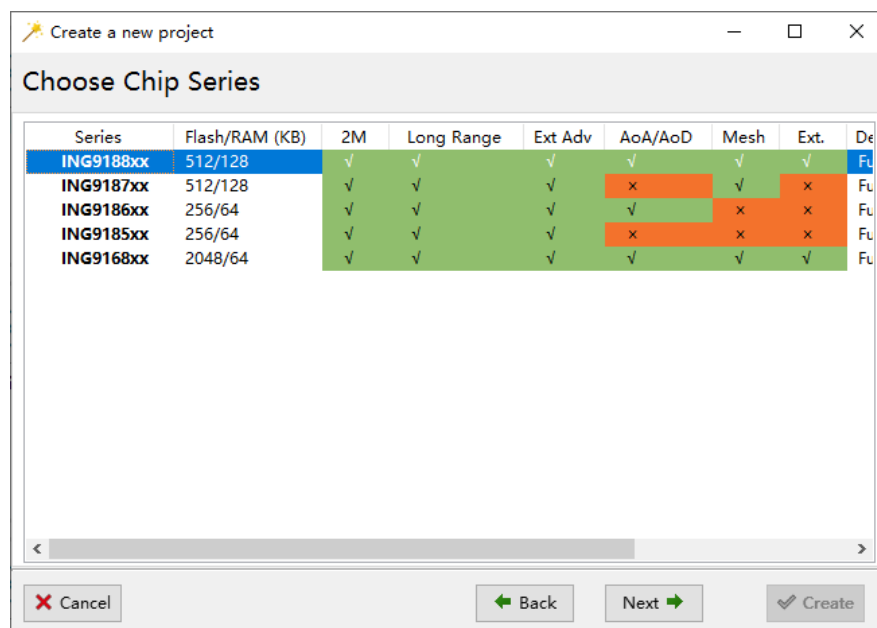 Create a new project
Choose Chip Series
Series Flash/RAM (KB) 2M Long Range Ext Adv AoA/AoD Mesh Ext. De
ING9188xx 512/128 √ √ √ √ √ √ Fu
ING9187xx 512/128 √ √ √ × √ × Fu
ING9186xx 256/64 √ √ √ √ × × Fu
ING9185xx 256/64 √ √ √ × × × Fu
ING9168xx 2048/64 √ √ √ √ √ √ Fu
Cancel Back Next Create